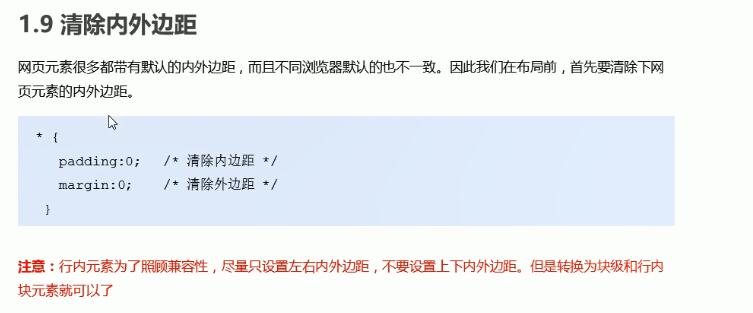 1.9 清除内外边距
网页元素很多都带有默认的内外边距，而且不同浏览器默认的也不一致。因此我们在布局前，首先要清除下网
页元素的内外边距。
* {
padding:0;   /* 清除内边距 */
margin:0;    /* 清除外边距 */
}
注意：行内元素为了照顾兼容性，尽量只设置左右内外边距，不要设置上下内外边距。但是转换为块级和行内
块元素就可以了